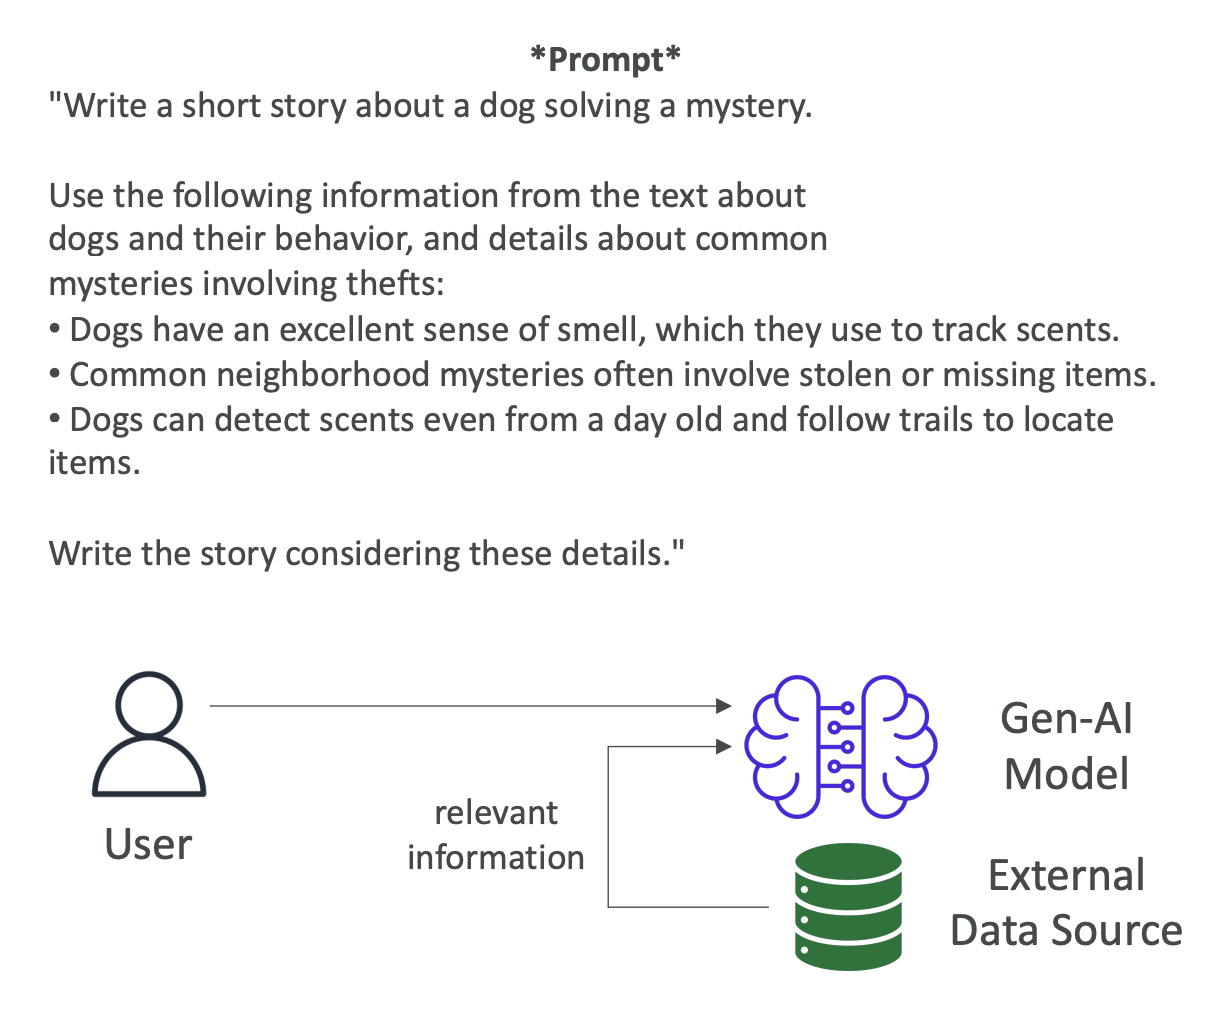 *Prompt*
"Write a short story about a dog solving a mystery.
Use the following information from the text about
dogs and their behavior, and details about common
mysteries involving thefts:
• Dogs have an excellent sense of smell, which they use to track scents.
• Common neighborhood mysteries often involve stolen or missing items.
• Dogs can detect scents even from a day old and follow trails to locate
items.
Write the story considering these details."
User
relevant
information
Gen-AI
Model
External
Data Source